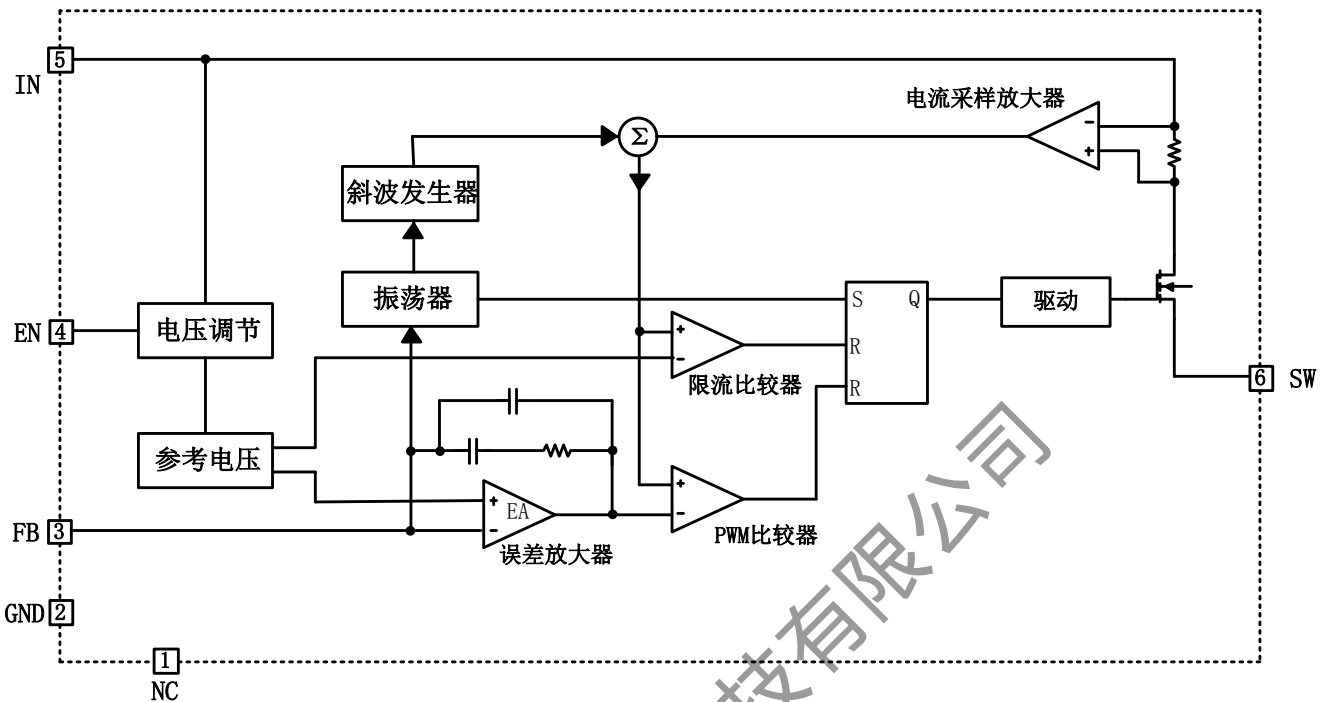 5
IN
电流采样放大器
Σ
斜波发生器
振荡器
S Q
驱动
EN 4
电压调节
R
限流比较器
6 SW
R
参考电压
EA
FB 3
PWM比较器
误差放大器
GND 2
1
NC
技有限公司